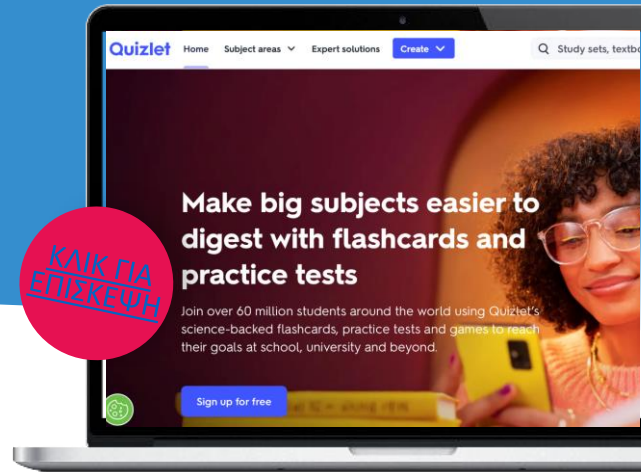 Quizlet Home Subject areas Expert solutions Create Study sets, textbo
Make big subjects easier to
digest with flashcards and
practice tests
Join over 60 million students around the world using Quizlet's
science-backed flashcards, practice tests and games to reach
their goals at school, university and beyond.
Sign up for free
ΚΛΙΚ ΓΙΑ
ΕΠΙΣΚΕΨΗ